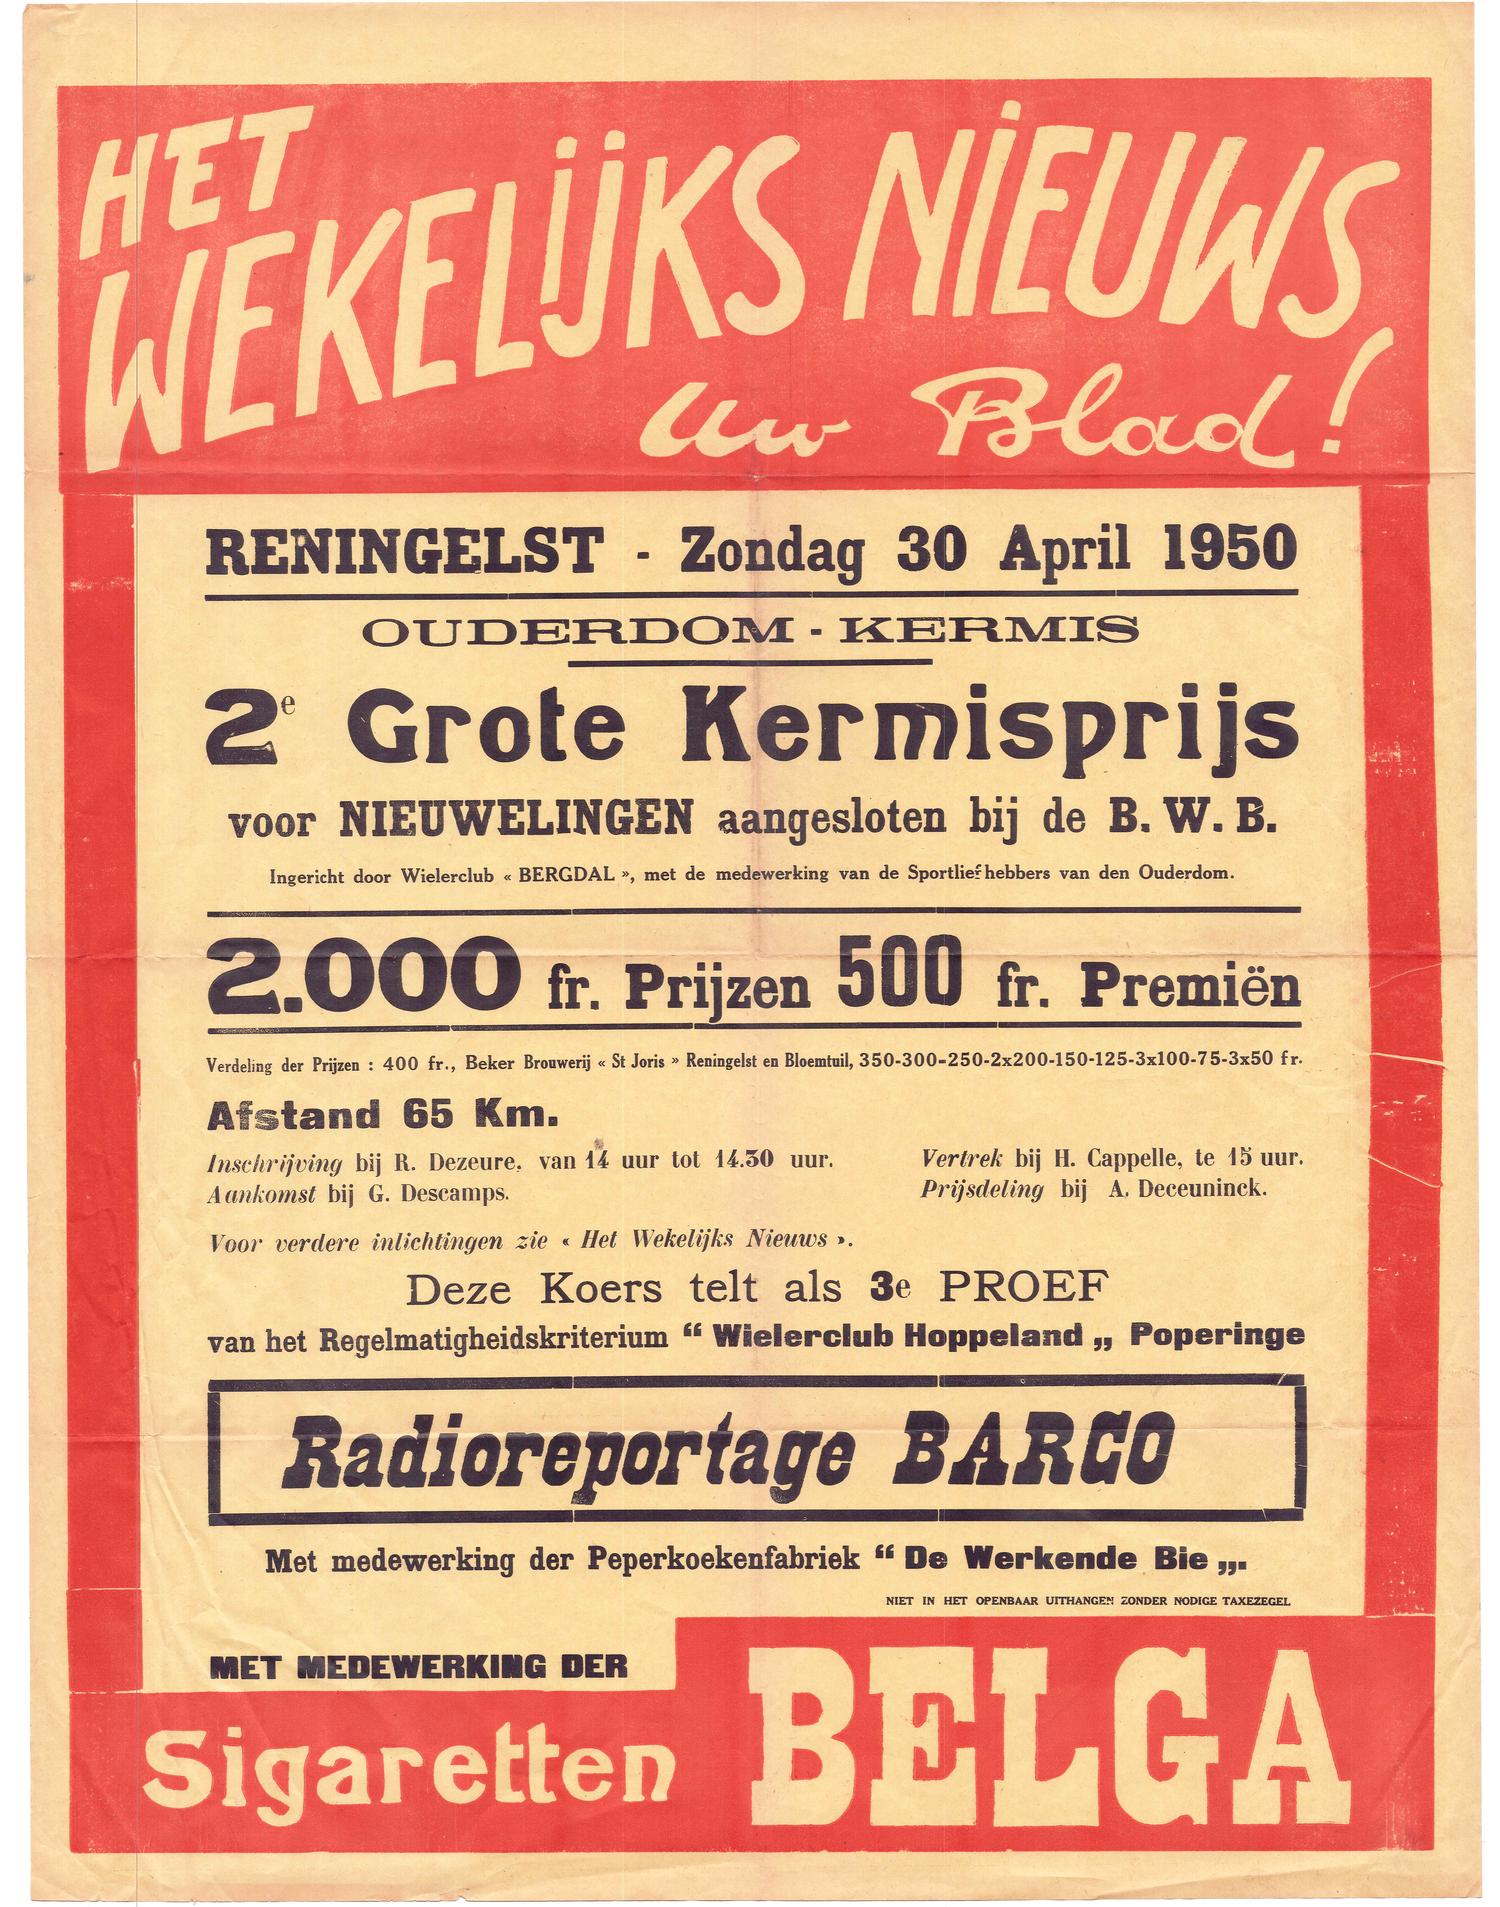 HET
WEKELIJKS NIEUWS
Uw Blad!
RENINGELST - Zondag 30 April 1950
OUDERDOM - KERMIS
2e Grote Kermisprijs
voor NIEUWELINGEN aangesloten bij de B. W. B.
Ingericht door Wielerclub « BERGDAL », met de medewerking van de Sportliefhebbers van den Ouderdom.
2.000 fr. Prijzen 500 fr. Premiën
Verdeling der Prijzen : 400 fr., Beker Brouwerij « St Joris » Reningelst en Bloemtuil, 350-300-250-2x200-150-125-3x100-75-3x50 fr.
Afstand 65 Km.
Inschrijving bij R. Dezeure, van 14 uur tot 14.30 uur.
Aankomst bij G. Descamps.
Vertrek bij H. Cappelle, te 15 uur.
Prijsdeling bij A. Deceuninck.
Voor verdere inlichtingen zie « Het Wekelijks Nieuws ».
Deze Koers telt als 3e PROEF
van het Regelmatigheidskriterium “ Wielerclub Hoppeland „ Poperinge
Radioreportage BARCO
Met medewerking der Peperkoekenfabriek “ De Werkende Bie „.
NIET IN HET OPENBAAR UITHANGEN ZONDER NODIGE TAXEZEGEL
MET MEDEWERKING DER
Sigaretten BELGA